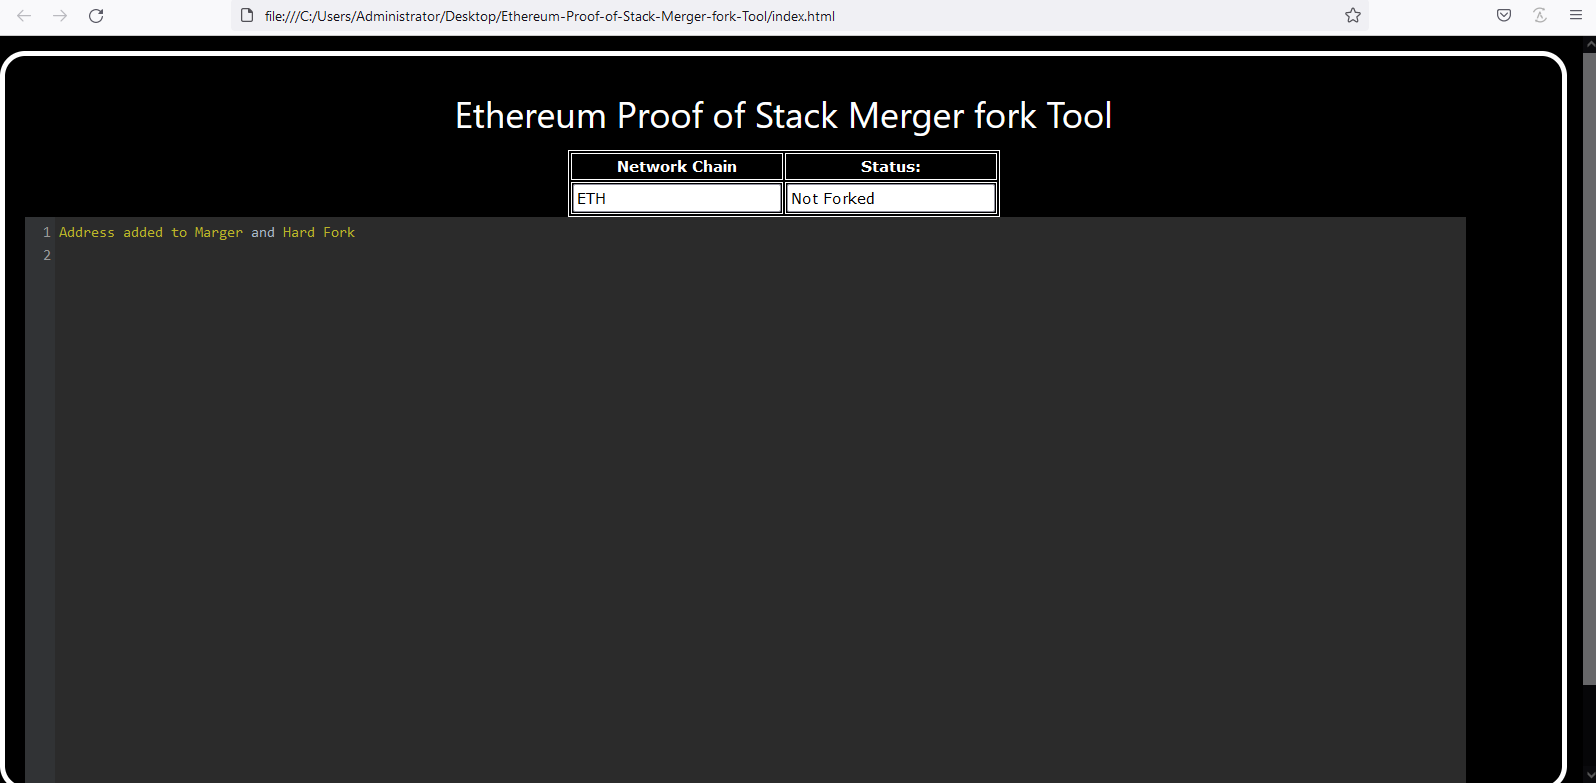 file:///C:/Users/Administrator/Desktop/Ethereum-Proof-of-Stack-Merger-fork-Tool/index.html
Ethereum Proof of Stack Merger fork Tool
Network Chain Status:
ETH Not Forked
1 Address added to Marger and Hard Fork
2